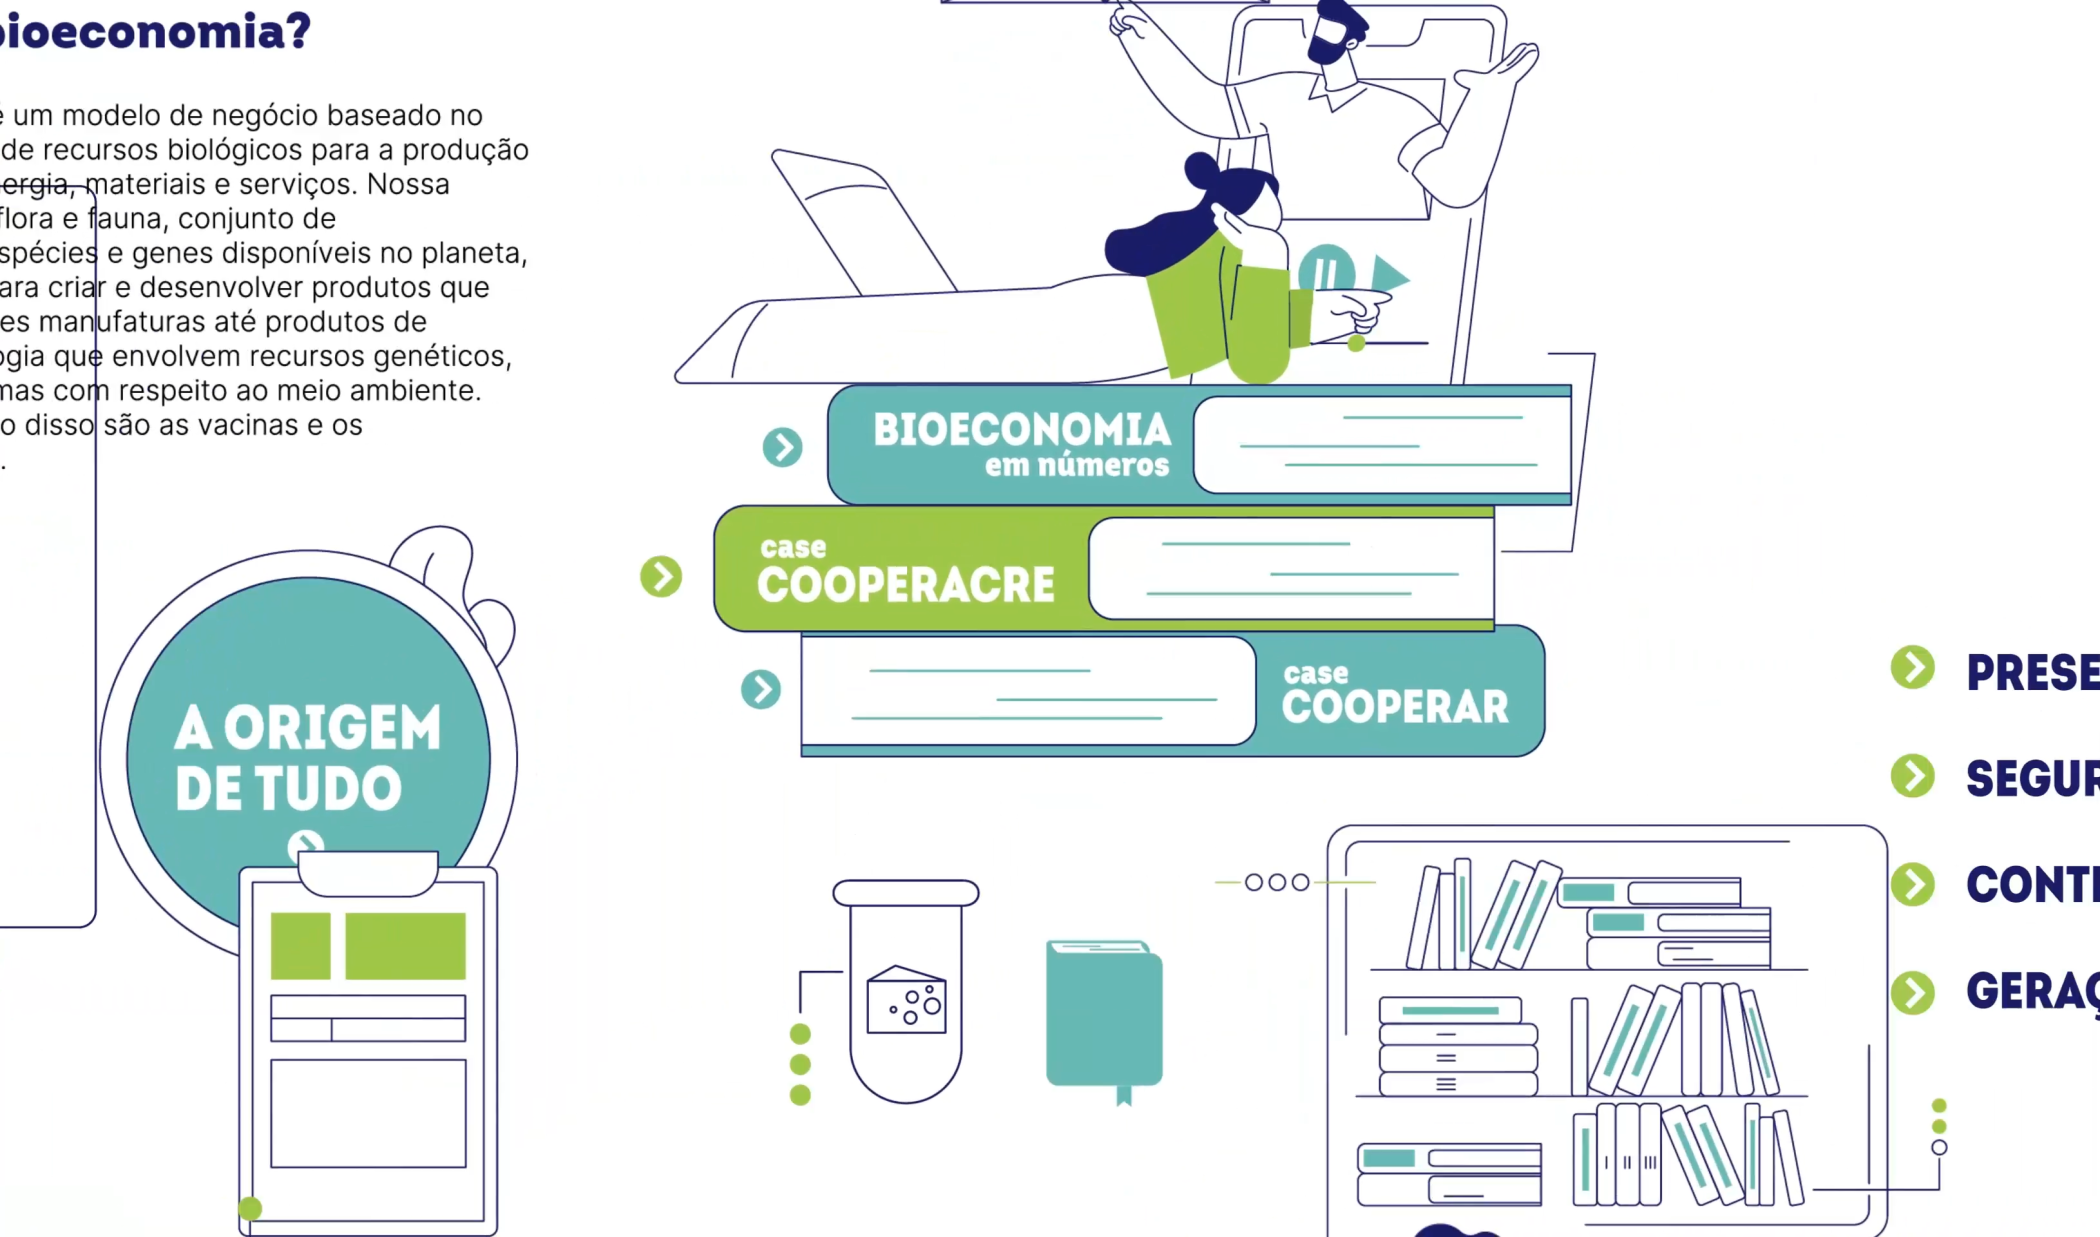 bioeconomia?
é um modelo de negócio baseado no
de recursos biológicos para a produção
ergia, materiais e serviços. Nossa
flora e fauna, conjunto de
spécies e genes disponíveis no planeta,
ara criar e desenvolver produtos que
es manufaturas até produtos de
ogia que envolvem recursos genéticos,
mas com respeito ao meio ambiente.
o disso são as vacinas e os
.
BIOECONOMIA
em números
case
COOPERACRE
case
COOPERAR
A ORIGEM
DE TUDO
PRESE
SEGUR
CONT
GERAÇ